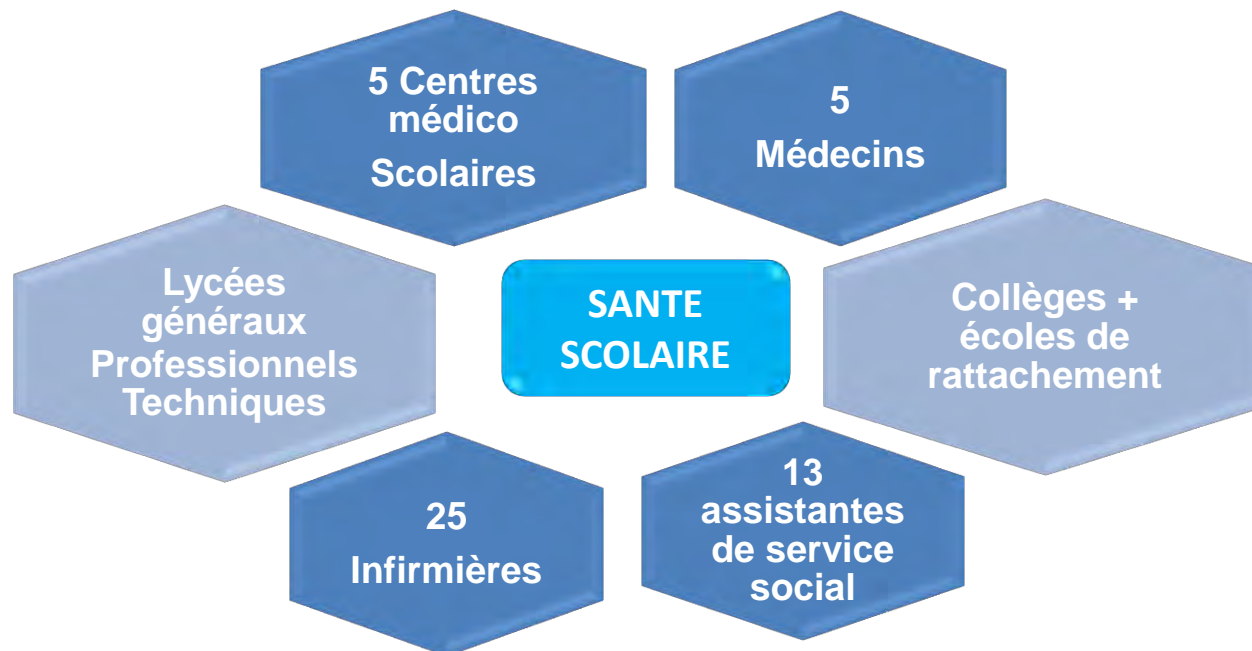 5 Centres
médico
Scolaires
5
Médecins
Lycées
généraux
Professionnels
Techniques
SANTE
SCOLAIRE
Collèges +
écoles de
rattachement
25
Infirmières
13
assistantes
de service
social